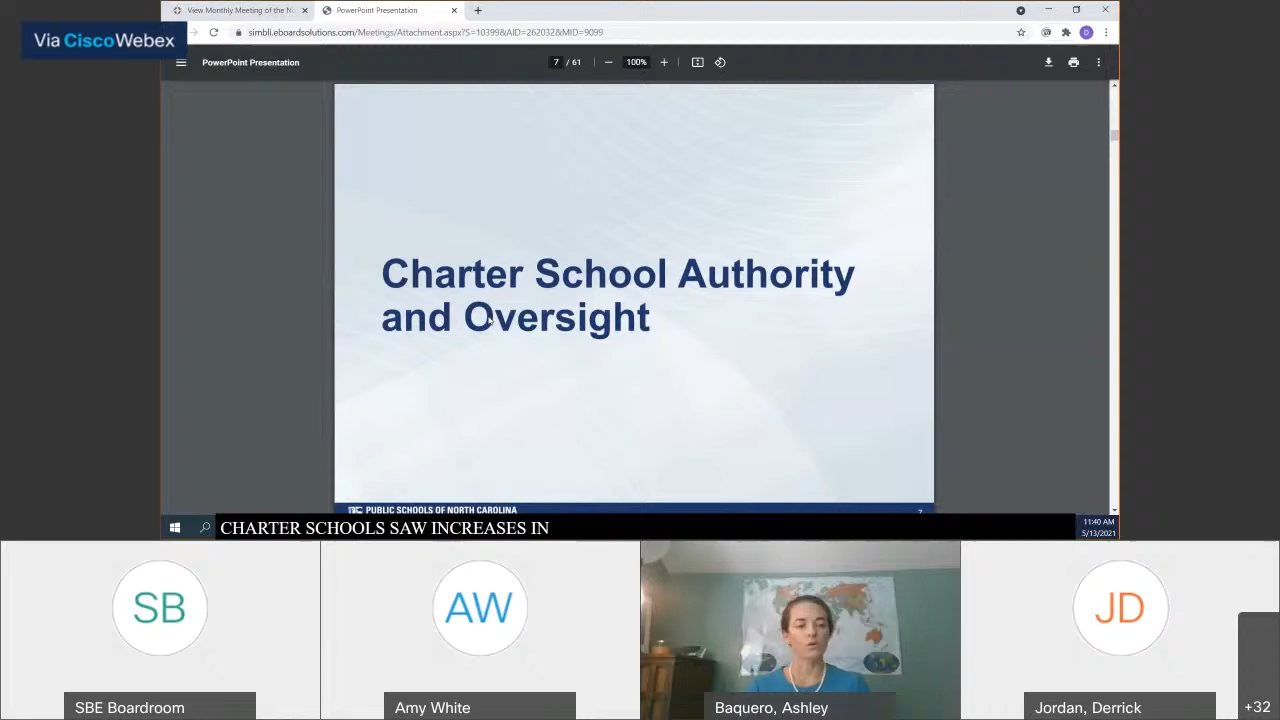 View Monthly Meeting of the N
PowerPoint Presentation
Via Cisco Webex
simbli.eboardsolutions.com/Meetings/Attachment.aspx?S=10399&AID=262032&MID=9099
D
PowerPoint Presentation
7 / 61
100%
Charter School Authority
and Oversight
PUBLIC SCHOOLS OF NORTH CAROLINA
7
CHARTER SCHOOLS SAW INCREASES IN
11:40 AM
5/13/2021
SB
AW
JD
SBE Boardroom
Amy White
Baquero, Ashley
Jordan, Derrick
+32